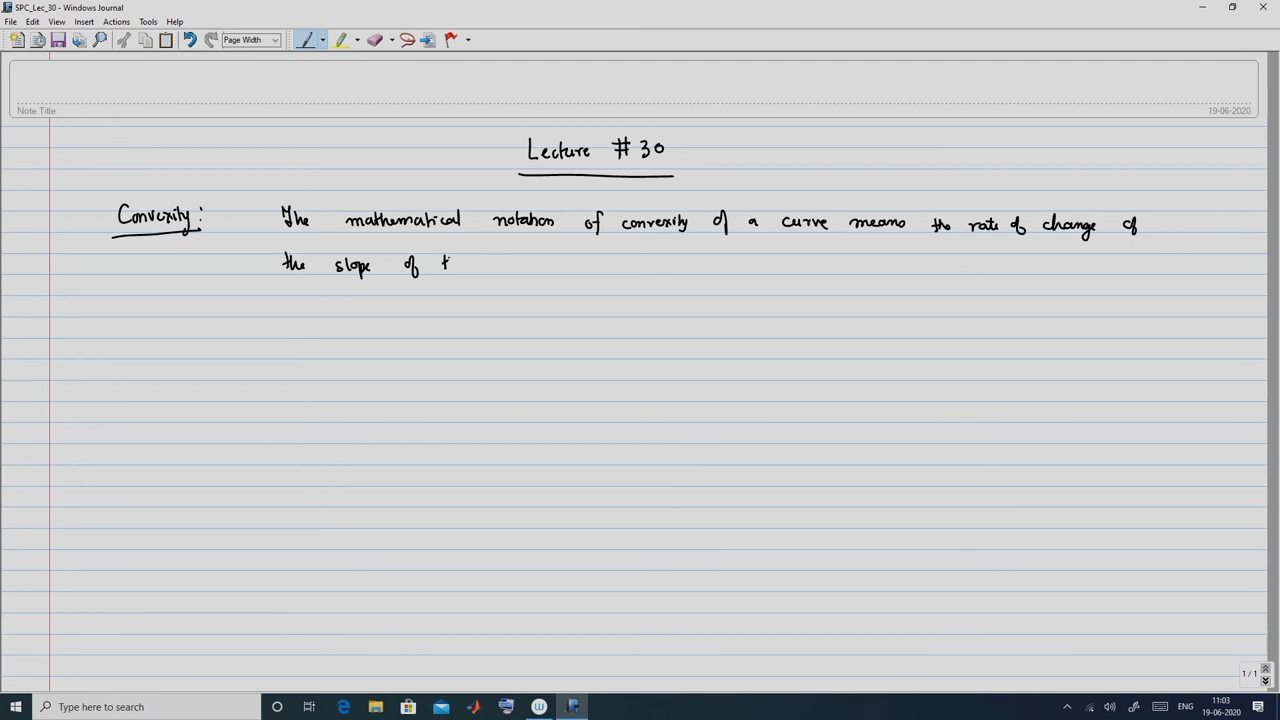 SPC_Lec_30 - Windows Journal
File Edit View Insert Actions Tools Help
Page Width
Note Title
19-06-2020
Lecture # 30
Convexity: The mathematical notation of convexity of a curve means the rate of change of
the slope of t
1 / 1
Type here to search
ENG
11:03
19-06-2020